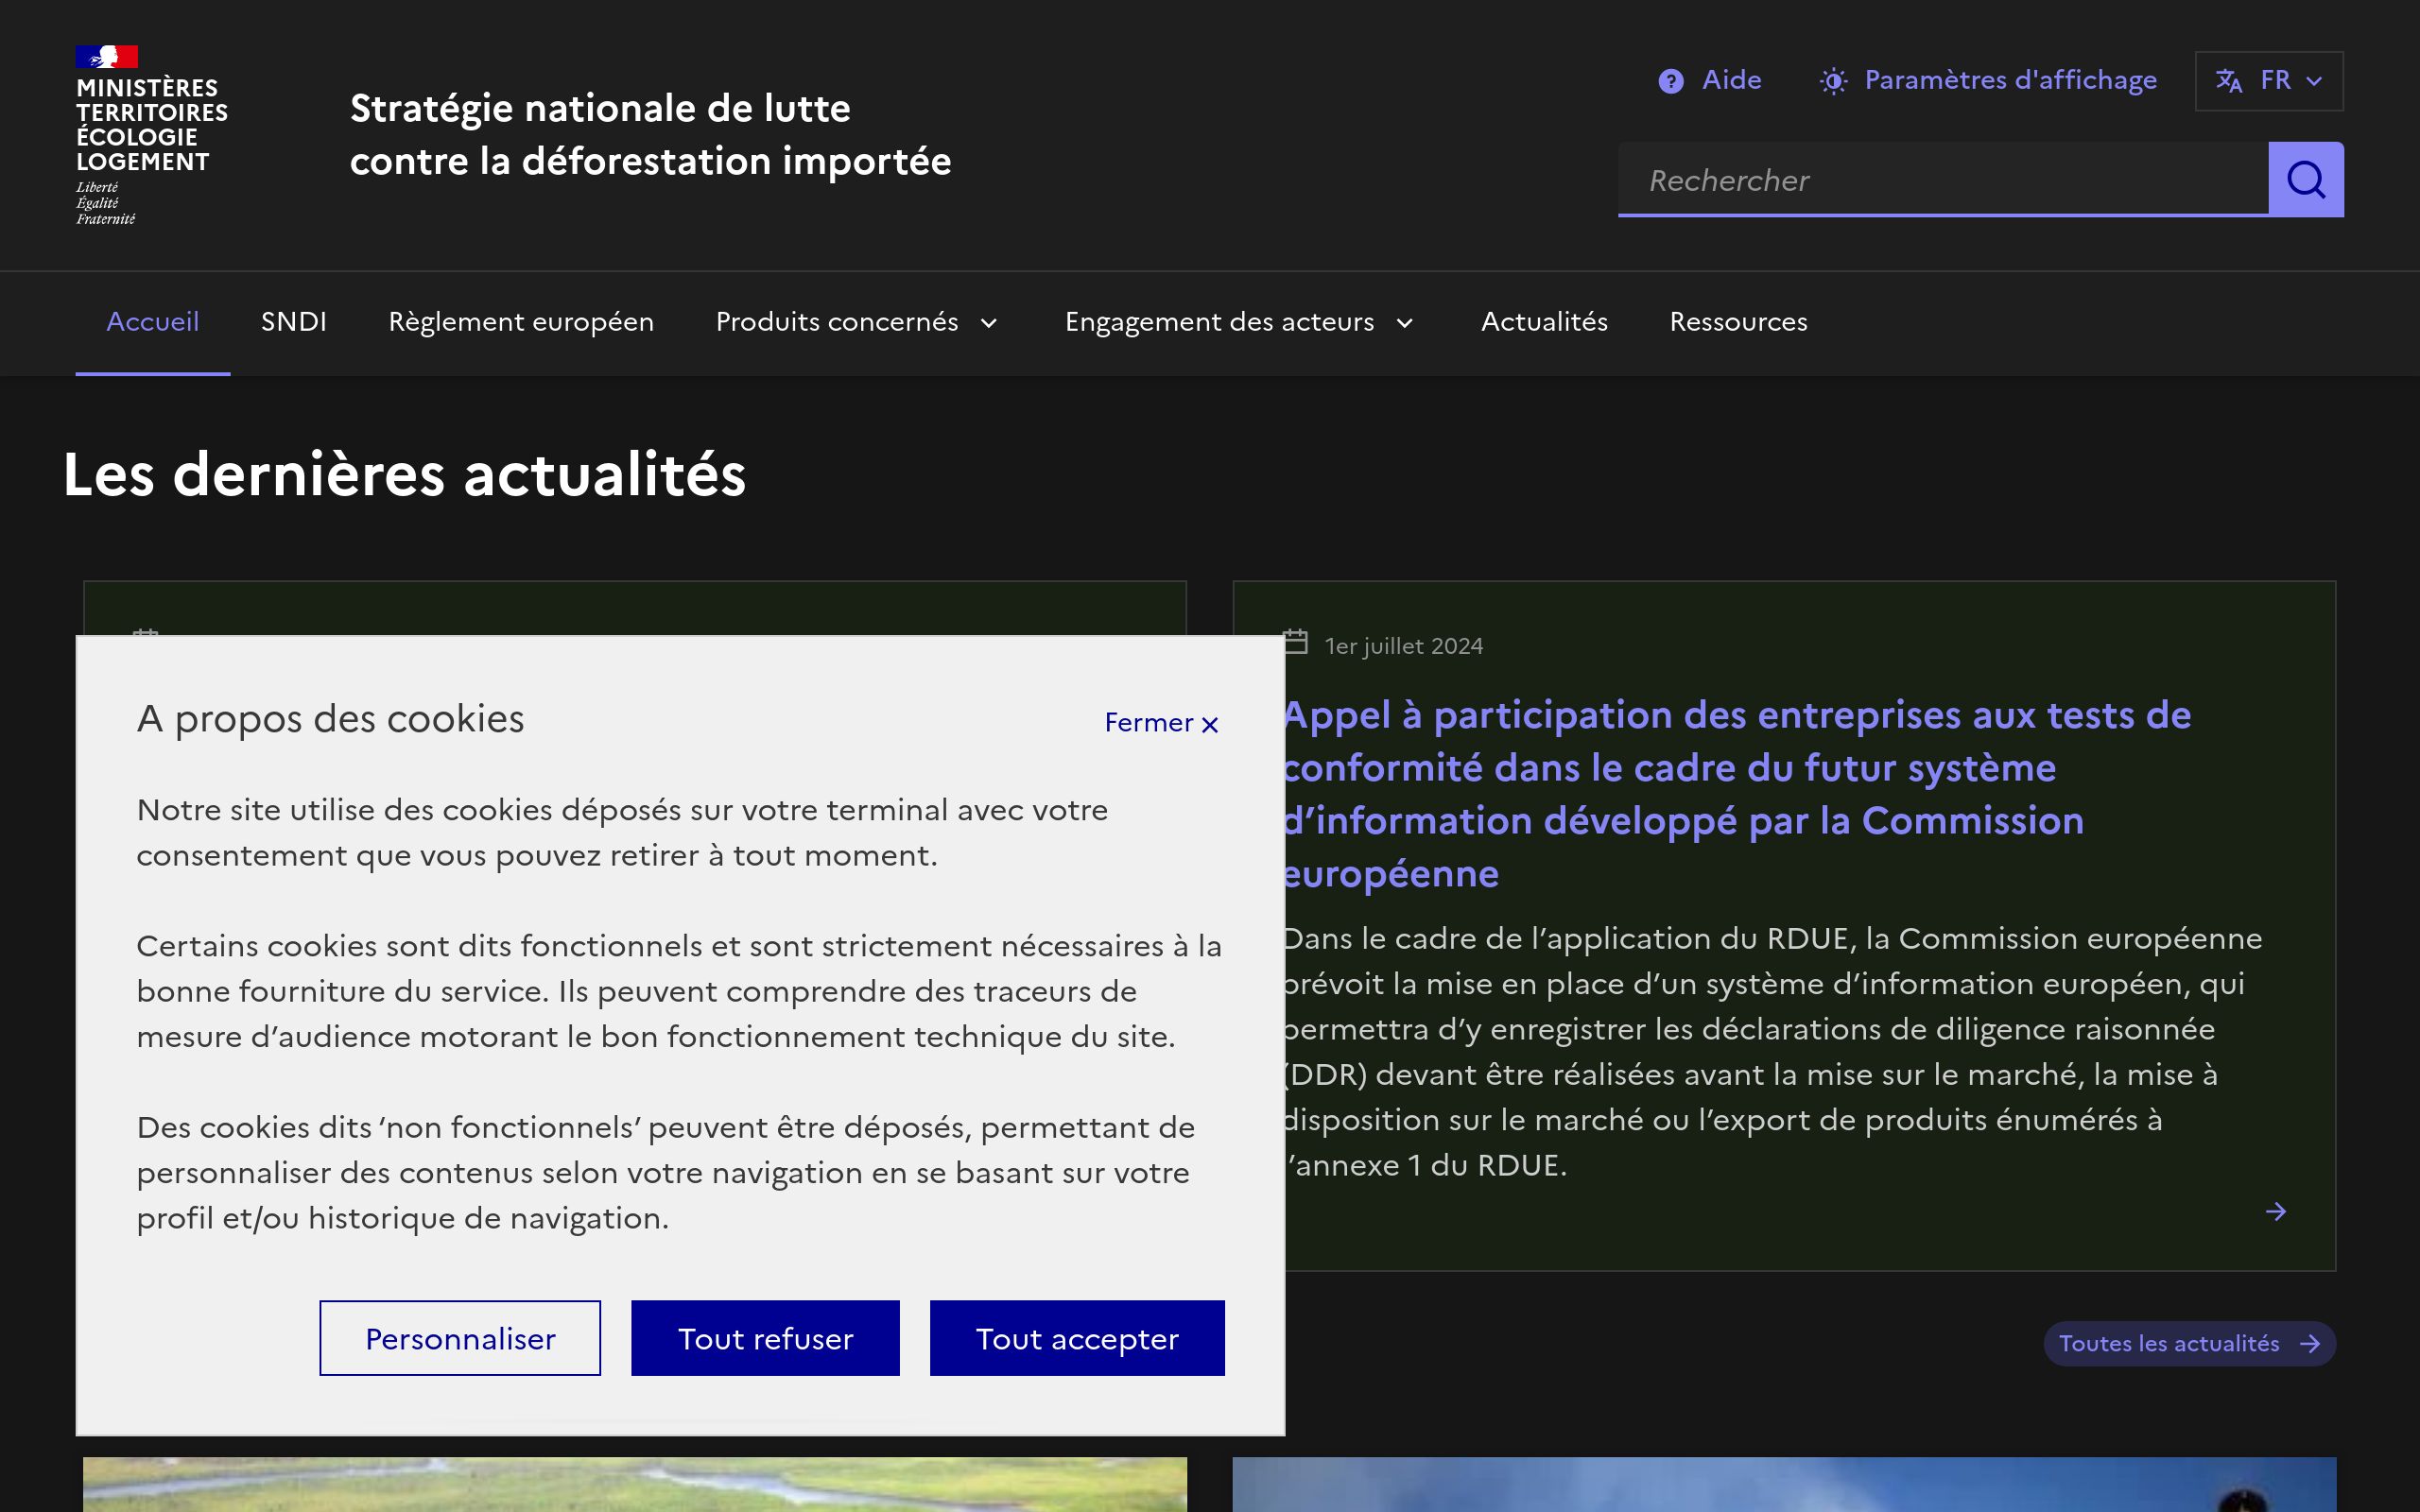 MINISTÈRES
TERRITOIRES
ÉCOLOGIE
LOGEMENT
Liberté
Égalité
Fraternité
Stratégie nationale de lutte
contre la déforestation importée
Aide
Paramètres d'affichage
FR
Rechercher
Accueil
SNDI
Règlement européen
Produits concernés
Engagement des acteurs
Actualités
Ressources
Les dernières actualités
A propos des cookies
Fermer
Notre site utilise des cookies déposés sur votre terminal avec votre
consentement que vous pouvez retirer à tout moment.
Certains cookies sont dits fonctionnels et sont strictement nécessaires à la
bonne fourniture du service. Ils peuvent comprendre des traceurs de
mesure d’audience motorant le bon fonctionnement technique du site.
Des cookies dits ‘non fonctionnels’ peuvent être déposés, permettant de
personnaliser des contenus selon votre navigation en se basant sur votre
profil et/ou historique de navigation.
Personnaliser
Tout refuser
Tout accepter
1er juillet 2024
Appel à participation des entreprises aux tests de
conformité dans le cadre du futur système
d’information développé par la Commission
européenne
Dans le cadre de l’application du RDUE, la Commission européenne
prévoit la mise en place d’un système d’information européen, qui
permettra d’y enregistrer les déclarations de diligence raisonnée
(DDR) devant être réalisées avant la mise sur le marché, la mise à
disposition sur le marché ou l’export de produits énumérés à
’annexe 1 du RDUE.
Toutes les actualités